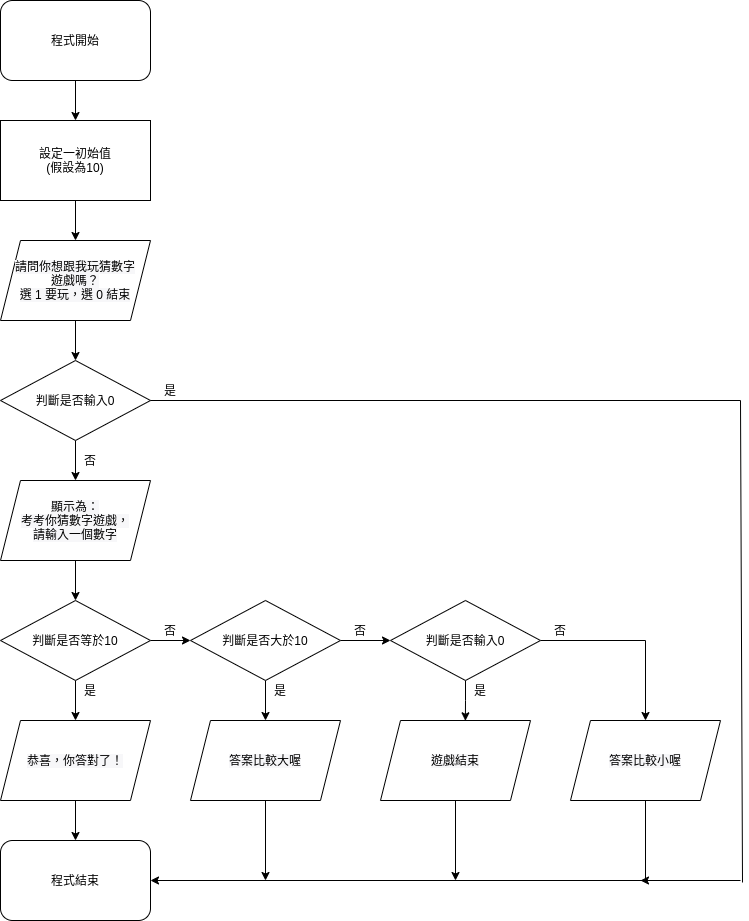 程式開始
設定一初始值
(假設為10)
請問你想跟我玩猜數字
遊戲嗎？
選 1 要玩，選 0 結束
判斷是否輸入0
是
否
顯示為：
考考你猜數字遊戲，
請輸入一個數字
判斷是否等於10
否
判斷是否大於10
否
判斷是否輸入0
否
是
是
是
恭喜，你答對了！
答案比較大喔
遊戲結束
答案比較小喔
程式結束